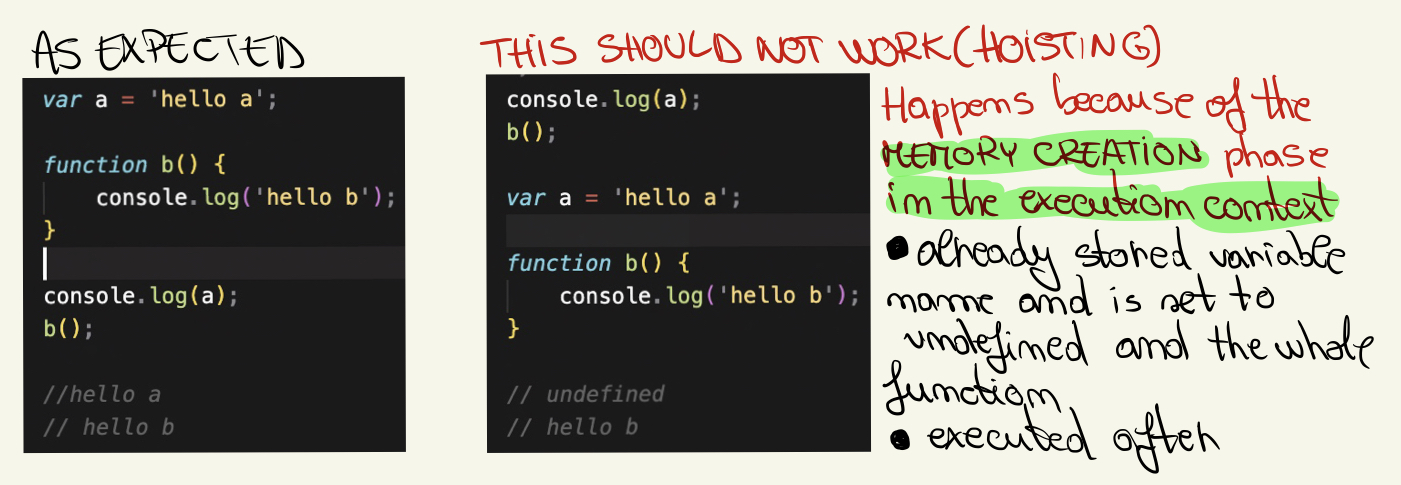 AS EXPECTED
var a = 'hello a';
function b() {
console.log('hello b');
}
console.log(a);
b();
//hello a
// hello b
THIS SHOULD NOT WORK (HOISTING)
console.log(a);
b();
var a = 'hello a';
function b() {
console.log('hello b');
}
// undefined
// hello b
Happens because of the
MEMORY CREATION phase
in the execution context
• already stored variable
name and is set to
undefined and the whole
function
• executed after